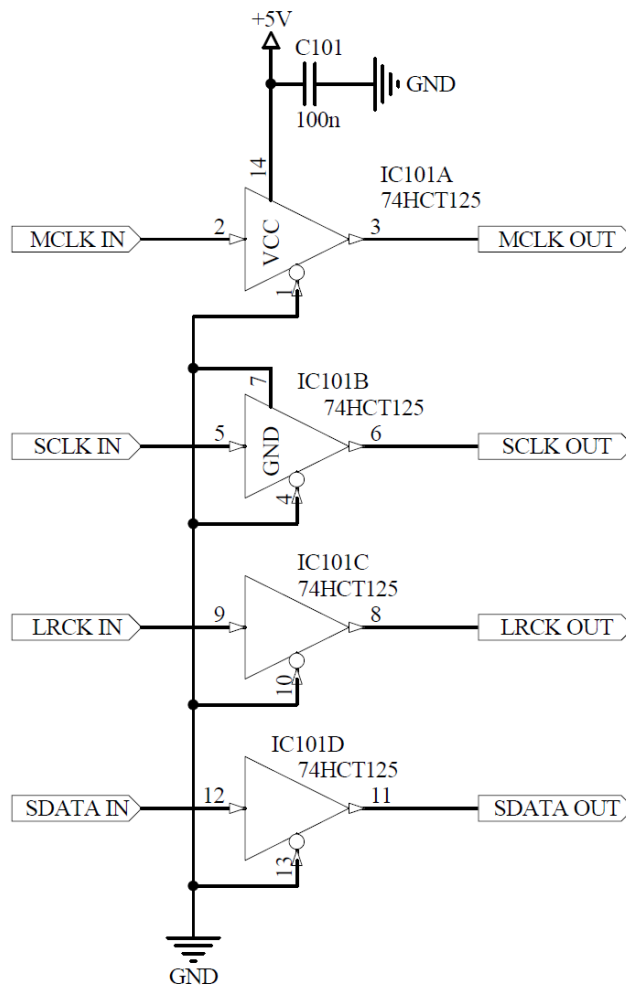 +5V
C101
GND
100n
14
IC101A
74HCT125
MCLK IN
2
VCC
3
MCLK OUT
1
7
IC101B
74HCT125
SCLK IN
5
GND
6
SCLK OUT
4
IC101C
74HCT125
LRCK IN
9
8
LRCK OUT
10
IC101D
74HCT125
SDATA IN
12
11
SDATA OUT
13
GND